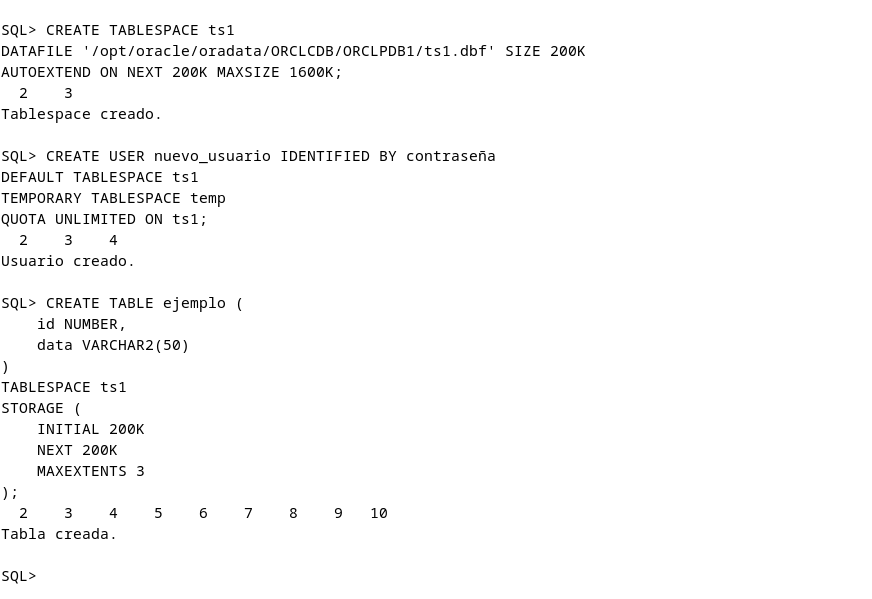 SQL> CREATE TABLESPACE ts1
DATAFILE '/opt/oracle/oradata/ORCLCDB/ORCLPDB1/ts1.dbf' SIZE 200K
AUTOEXTEND ON NEXT 200K MAXSIZE 1600K;
  2    3
Tablespace creado.

SQL> CREATE USER nuevo_usuario IDENTIFIED BY contraseña
DEFAULT TABLESPACE ts1
TEMPORARY TABLESPACE temp
QUOTA UNLIMITED ON ts1;
  2    3    4
Usuario creado.

SQL> CREATE TABLE ejemplo (
    id NUMBER,
    data VARCHAR2(50)
)
TABLESPACE ts1
STORAGE (
    INITIAL 200K
    NEXT 200K
    MAXEXTENTS 3
);
  2    3    4    5    6    7    8    9   10
Tabla creada.

SQL>